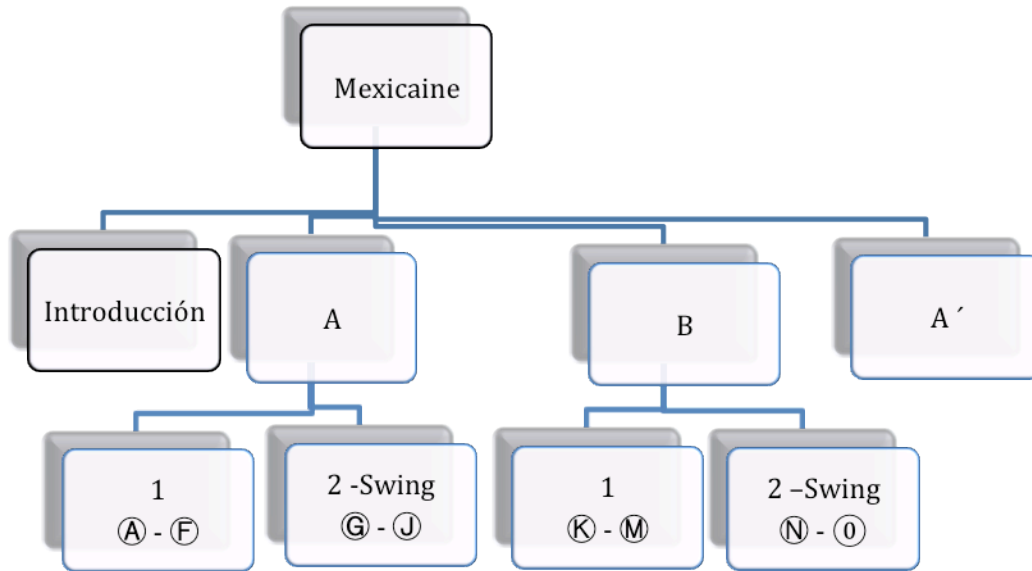 Mexicaine
Introducción
A
B
A ´
1
Ⓐ - Ⓕ
2 -Swing
Ⓖ - Ⓙ
1
Ⓚ - Ⓜ
2 –Swing
Ⓝ - ⓪